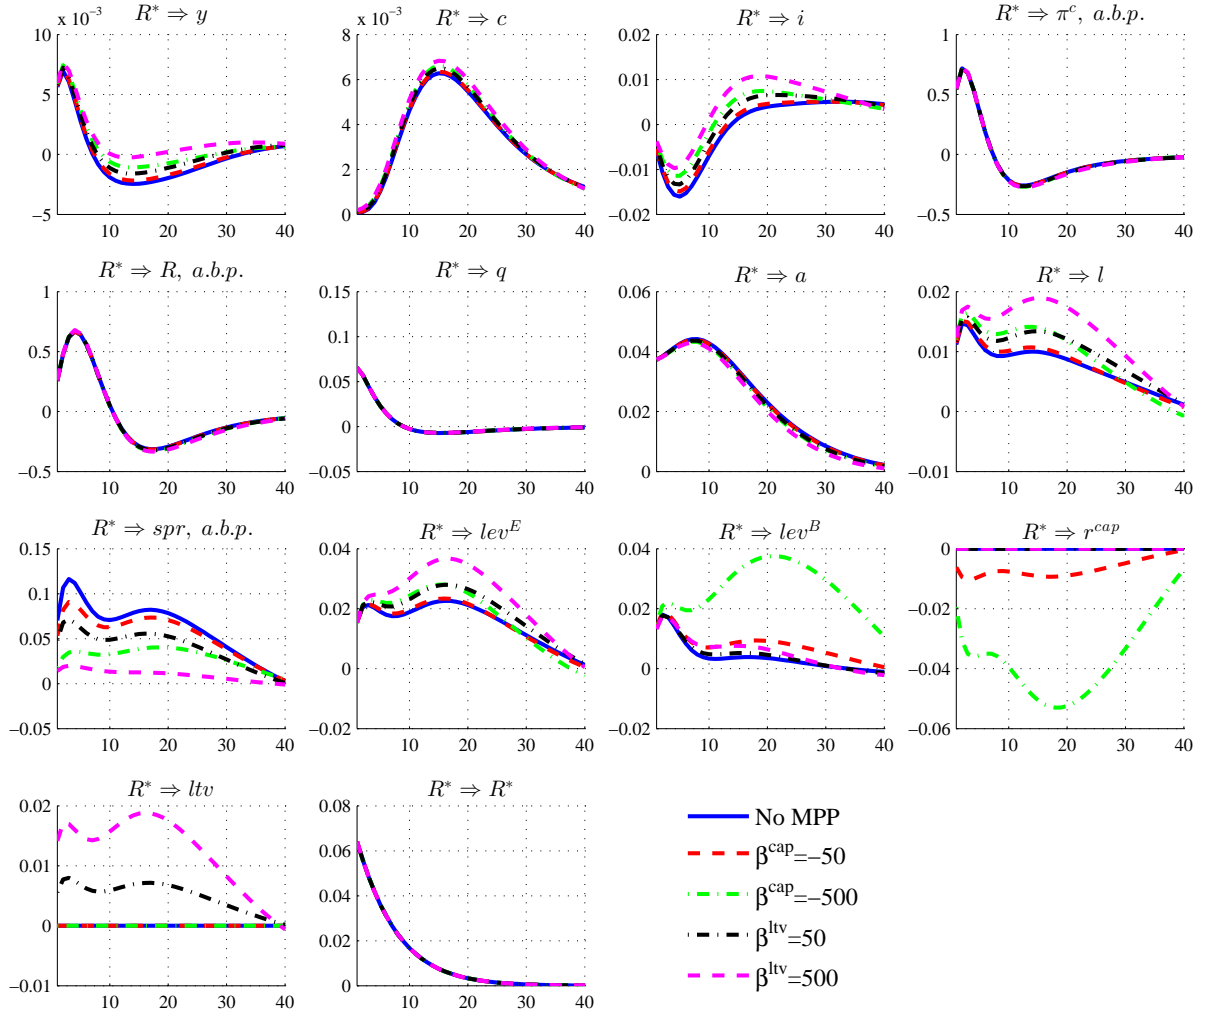 R* ⇒ y
x 10⁻³
10
5
0
−5
10 20 30 40
R* ⇒ c
x 10⁻³
8
6
4
2
0
10 20 30 40
R* ⇒ i
0.02
0.01
0
−0.01
−0.02
10 20 30 40
R* ⇒ πᶜ, a.b.p.
1
0.5
0
−0.5
10 20 30 40
R* ⇒ R, a.b.p.
1
0.5
0
−0.5
10 20 30 40
R* ⇒ q
0.15
0.1
0.05
0
−0.05
10 20 30 40
R* ⇒ a
0.06
0.04
0.02
0
10 20 30 40
R* ⇒ l
0.02
0.01
0
−0.01
10 20 30 40
R* ⇒ spr, a.b.p.
0.15
0.1
0.05
0
−0.05
10 20 30 40
R* ⇒ levᴱ
0.04
0.02
0
−0.02
10 20 30 40
R* ⇒ levᴮ
0.04
0.02
0
−0.02
10 20 30 40
R* ⇒ rᶜᵃᵖ
0
−0.02
−0.04
−0.06
10 20 30 40
R* ⇒ ltv
0.02
0.01
0
−0.01
10 20 30 40
R* ⇒ R*
0.08
0.06
0.04
0.02
0
10 20 30 40
No MPP
βᶜᵃᵖ=−50
βᶜᵃᵖ=−500
βˡᵗᵛ=50
βˡᵗᵛ=500